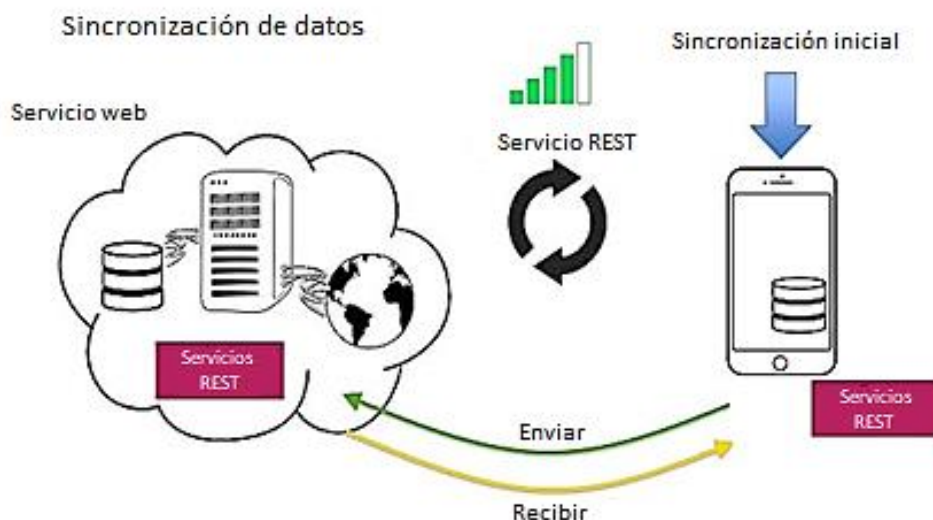 Sincronización de datos
Sincronización inicial
Servicio web
Servicio REST
Servicios
REST
Servicios
REST
Enviar
Recibir